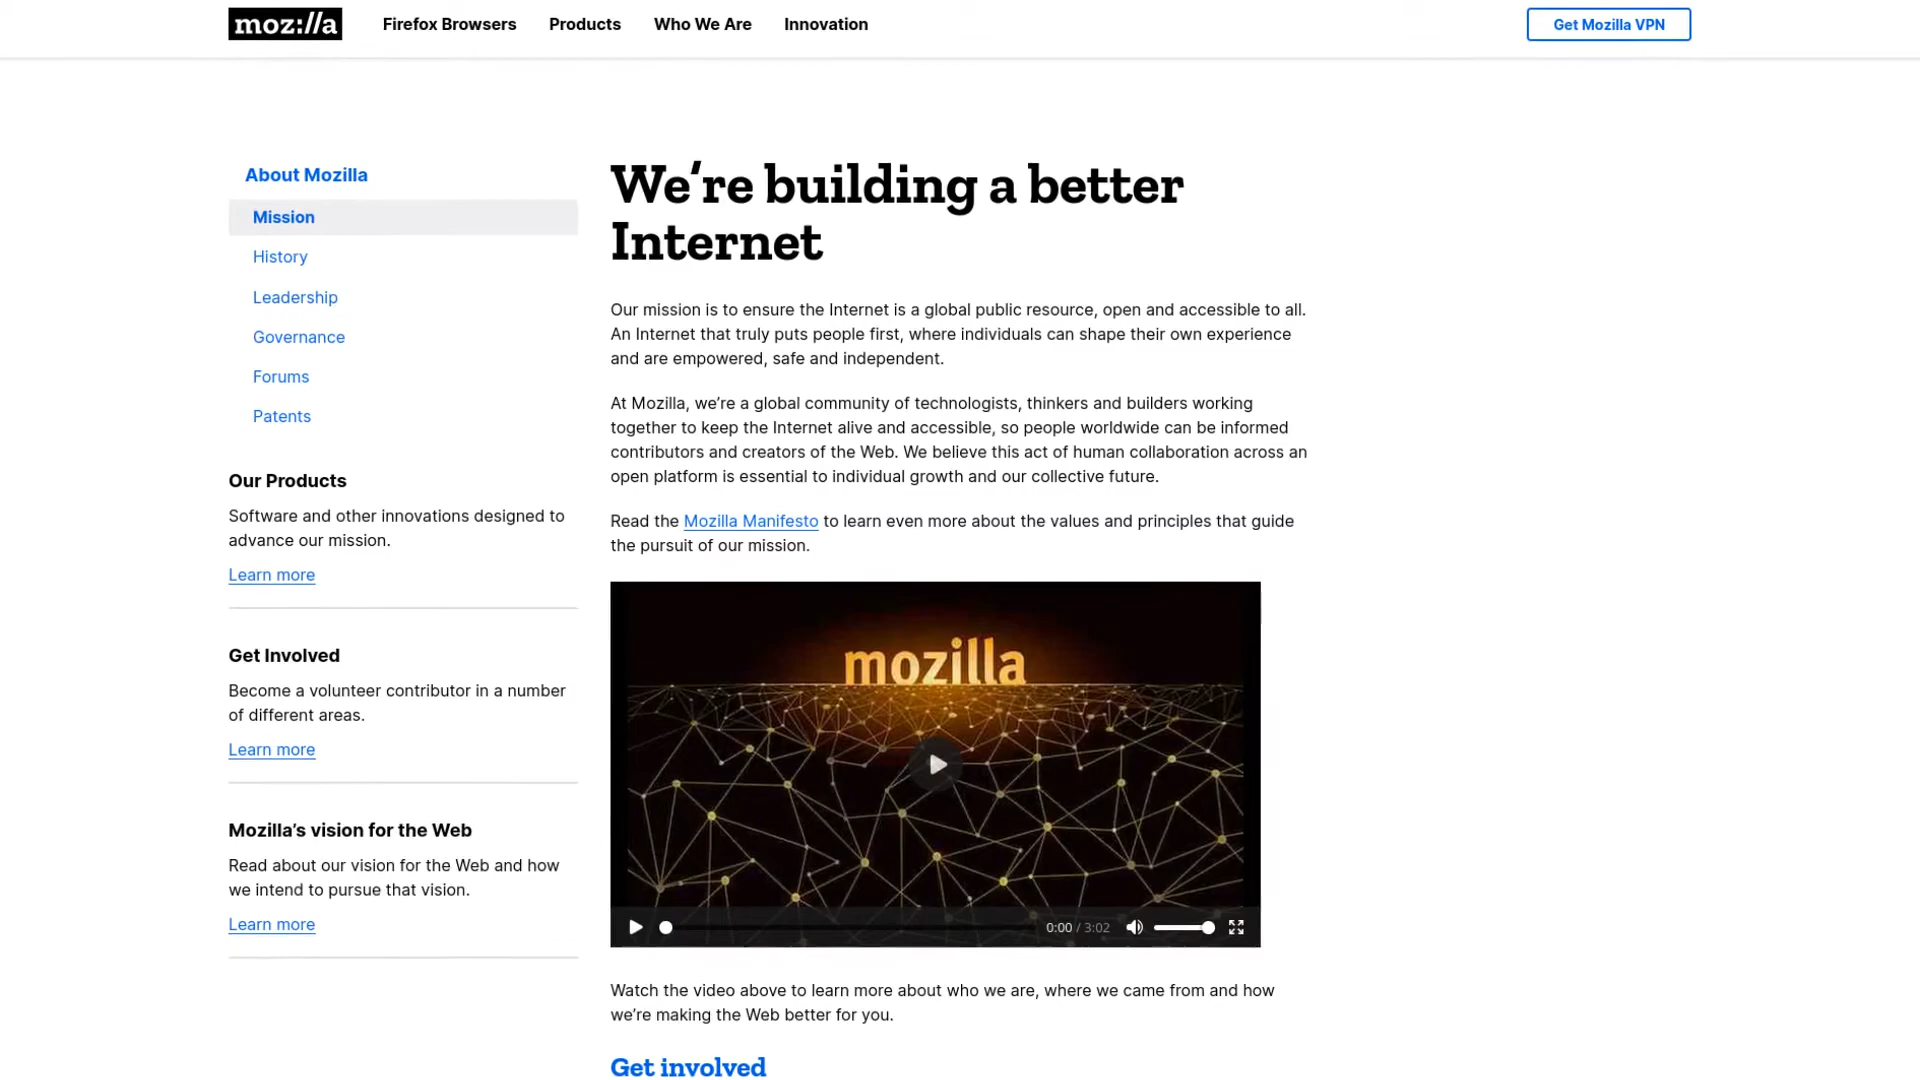 moz://a
Firefox Browsers
Products
Who We Are
Innovation
Get Mozilla VPN
About Mozilla
Mission
History
Leadership
Governance
Forums
Patents
Our Products
Software and other innovations designed to
advance our mission.
Learn more
Get Involved
Become a volunteer contributor in a number
of different areas.
Learn more
Mozilla’s vision for the Web
Read about our vision for the Web and how
we intend to pursue that vision.
Learn more
We’re building a better
Internet
Our mission is to ensure the Internet is a global public resource, open and accessible to all.
An Internet that truly puts people first, where individuals can shape their own experience
and are empowered, safe and independent.
At Mozilla, we’re a global community of technologists, thinkers and builders working
together to keep the Internet alive and accessible, so people worldwide can be informed
contributors and creators of the Web. We believe this act of human collaboration across an
open platform is essential to individual growth and our collective future.
Read the Mozilla Manifesto to learn even more about the values and principles that guide
the pursuit of our mission.
mozilla
0:00 / 3:02
Watch the video above to learn more about who we are, where we came from and how
we’re making the Web better for you.
Get involved